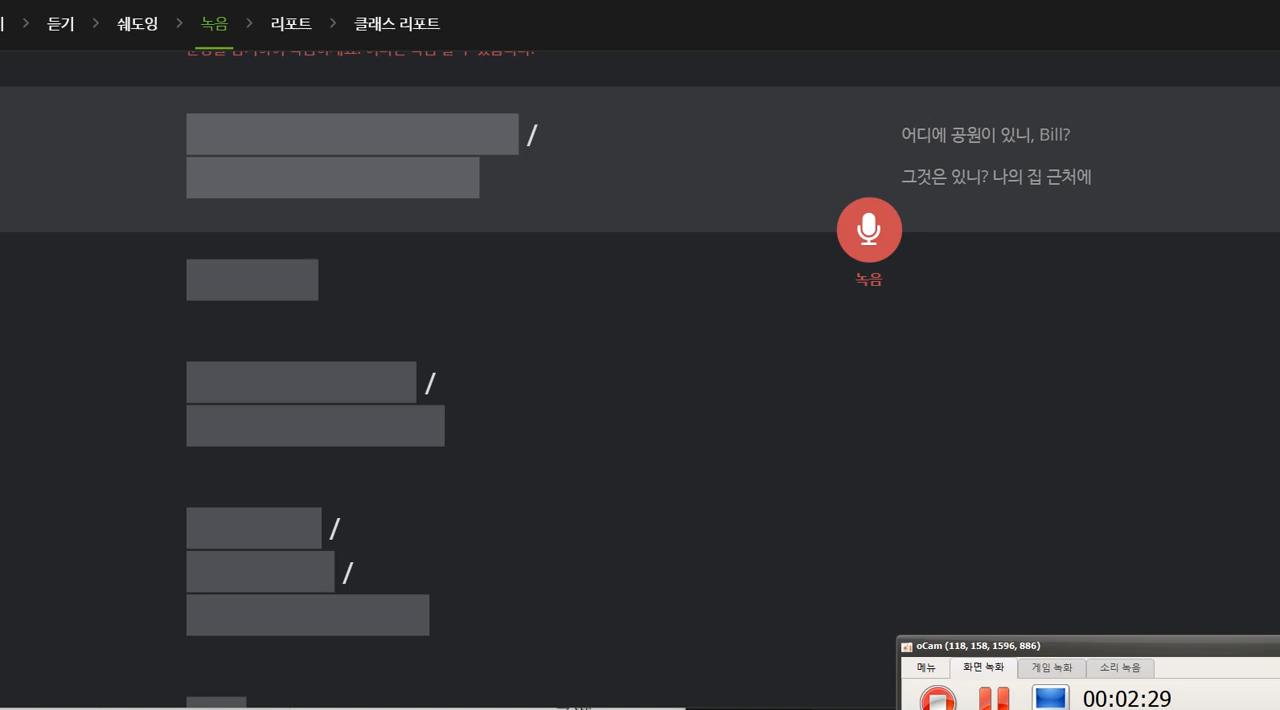 듣기 > 쉐도잉 > 녹음 > 리포트 > 클래스 리포트
/
어디에 공원이 있니, Bill?
그것은 있니? 나의 집 근처에
녹음
/
/
/
oCam (118, 158, 1596, 886)
메뉴 화면 녹화 게임 녹화 소리 녹음
00:02:29